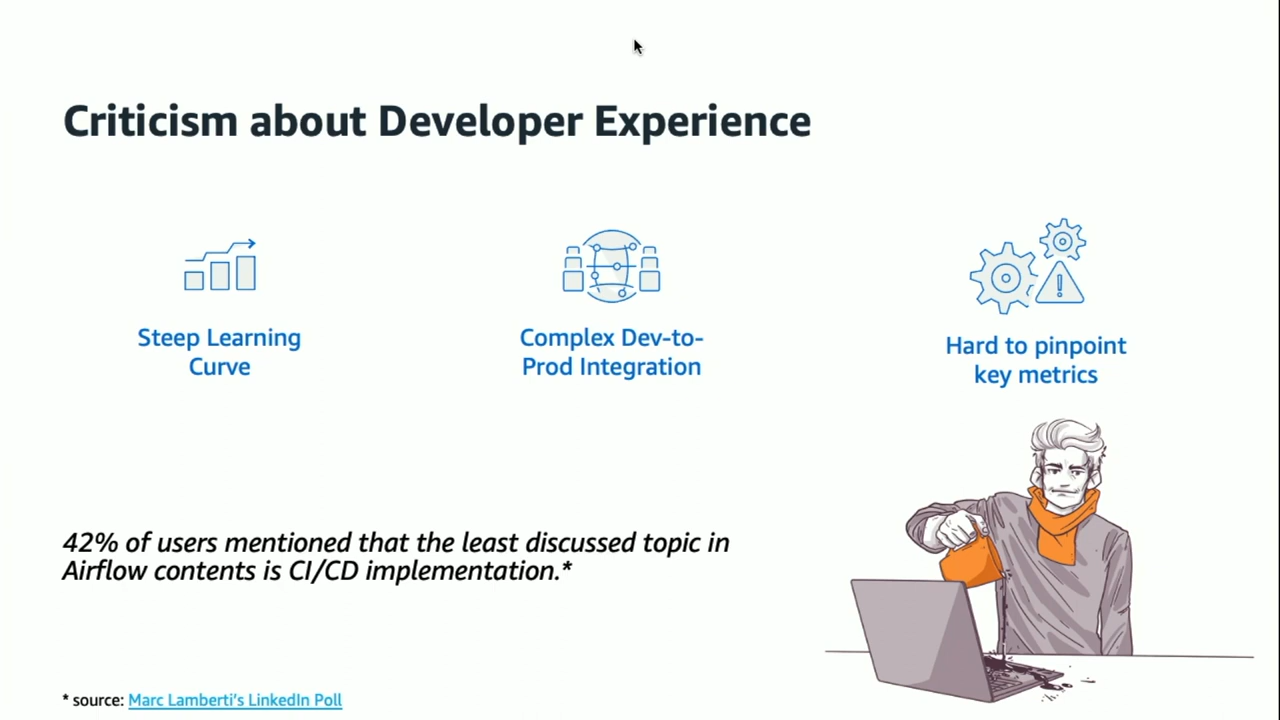 Criticism about Developer Experience
Steep Learning
Curve
Complex Dev-to-
Prod Integration
Hard to pinpoint
key metrics
42% of users mentioned that the least discussed topic in
Airflow contents is CI/CD implementation.*
* source: Marc Lamberti's LinkedIn Poll